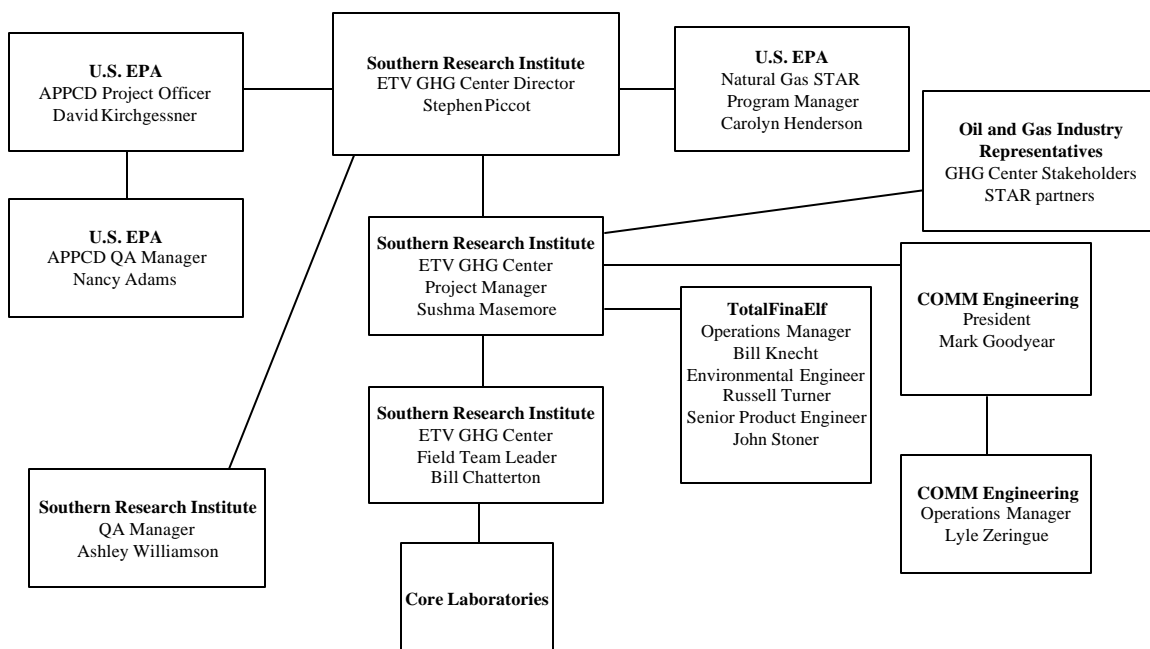 U.S. EPA
APPCD Project Officer
David Kirchgessner
Southern Research Institute
ETV GHG Center Director
Stephen Piccot
U.S. EPA
Natural Gas STAR
Program Manager
Carolyn Henderson
Oil and Gas Industry
Representatives
GHG Center Stakeholders
STAR partners
U.S. EPA
APPCD QA Manager
Nancy Adams
Southern Research Institute
ETV GHG Center
Project Manager
Sushma Masemore
COMM Engineering
President
Mark Goodyear
TotalFinaElf
Operations Manager
Bill Knecht
Environmental Engineer
Russell Turner
Senior Product Engineer
John Stoner
Southern Research Institute
ETV GHG Center
Field Team Leader
Bill Chatterton
Southern Research Institute
QA Manager
Ashley Williamson
COMM Engineering
Operations Manager
Lyle Zeringue
Core Laboratories